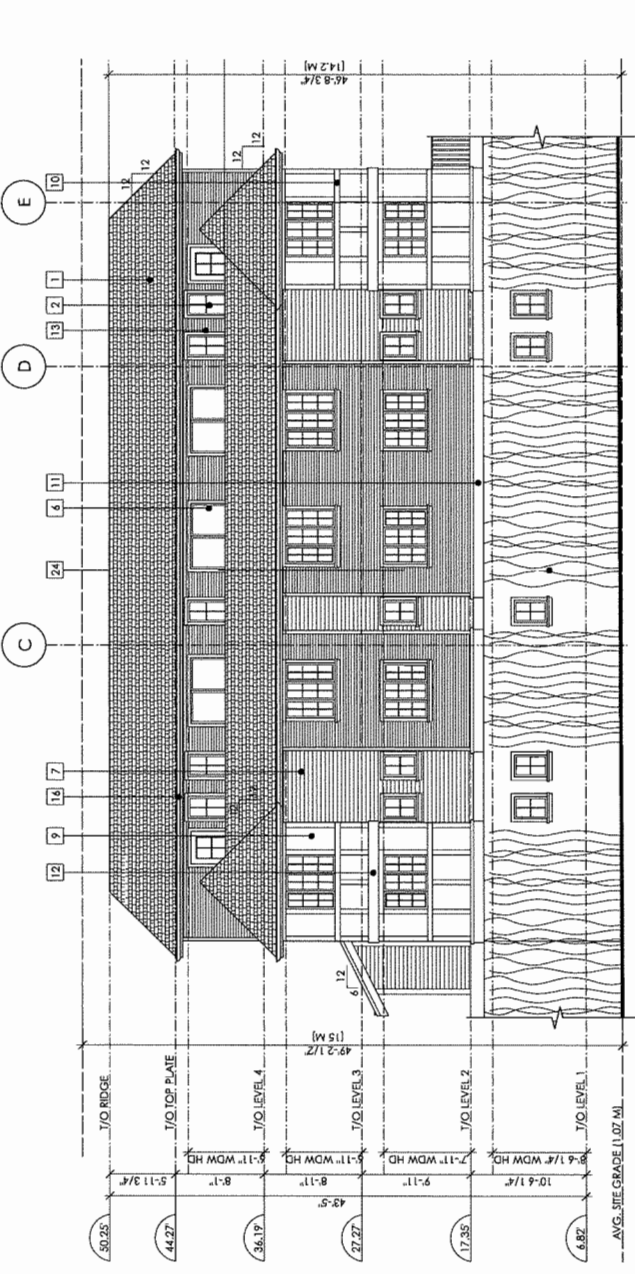 46'-8 3/4"
[14.2 M]
12
12
12
12
10
E
1
2
13
D
11
6
24
C
7
16
9
12
12
6
49'-2 1/2"
[15 M]
T/O RIDGE
T/O TOP PLATE
T/O LEVEL 4
T/O LEVEL 3
T/O LEVEL 2
T/O LEVEL 1
AVG. SITE GRADE (1.07 M)
6'-11" WDW HD
6'-11" WDW HD
7'-11" WDW HD
8'-6 1/4" WDW HD
5'-11 3/4"
8'-1"
8'-11"
9'-11"
10'-6 1/4"
43'-5"
50.25'
44.27'
36.19'
27.27'
17.35'
6.82'